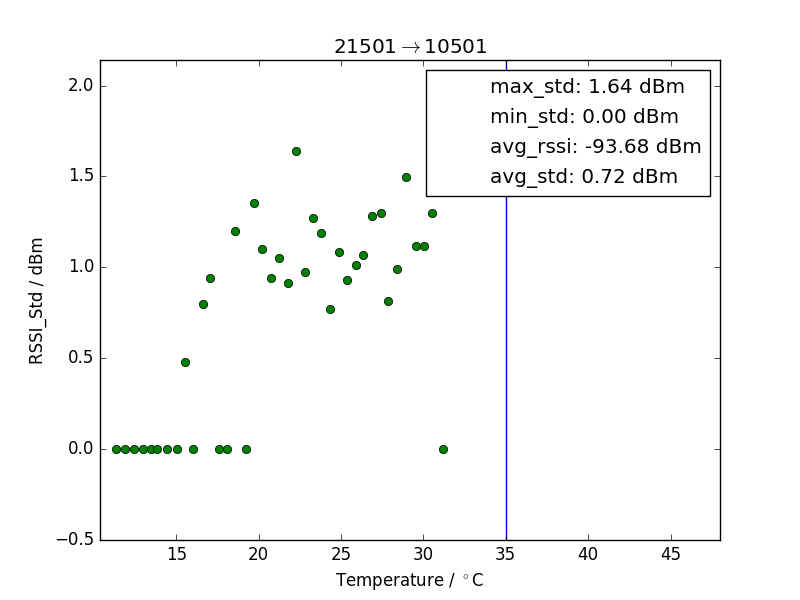 21501→10501
max_std: 1.64 dBm
min_std: 0.00 dBm
avg_rssi: -93.68 dBm
avg_std: 0.72 dBm
RSSI_Std / dBm
2.0
1.5
1.0
0.5
0.0
−0.5
15 20 25 30 35 40 45
Temperature / °C